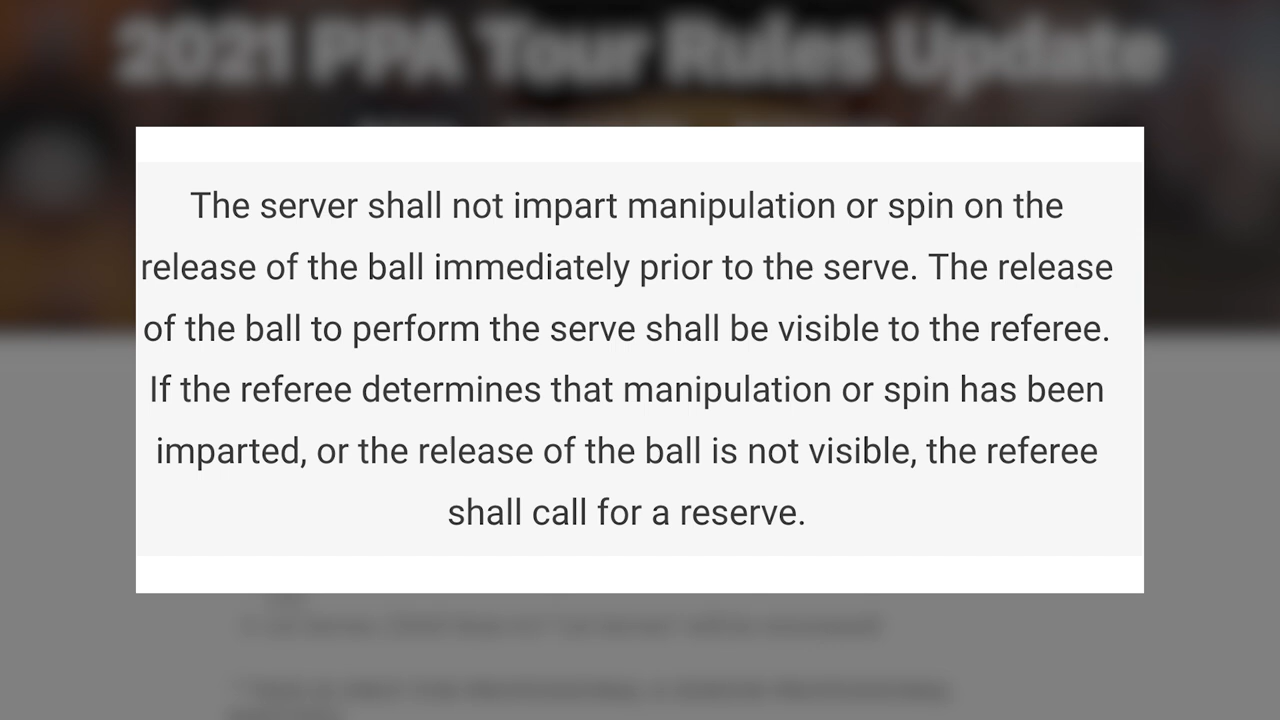 2021 PPA Tour Rules Update
The server shall not impart manipulation or spin on the
release of the ball immediately prior to the serve. The release
of the ball to perform the serve shall be visible to the referee.
If the referee determines that manipulation or spin has been
imparted, or the release of the ball is not visible, the referee
shall call for a reserve.